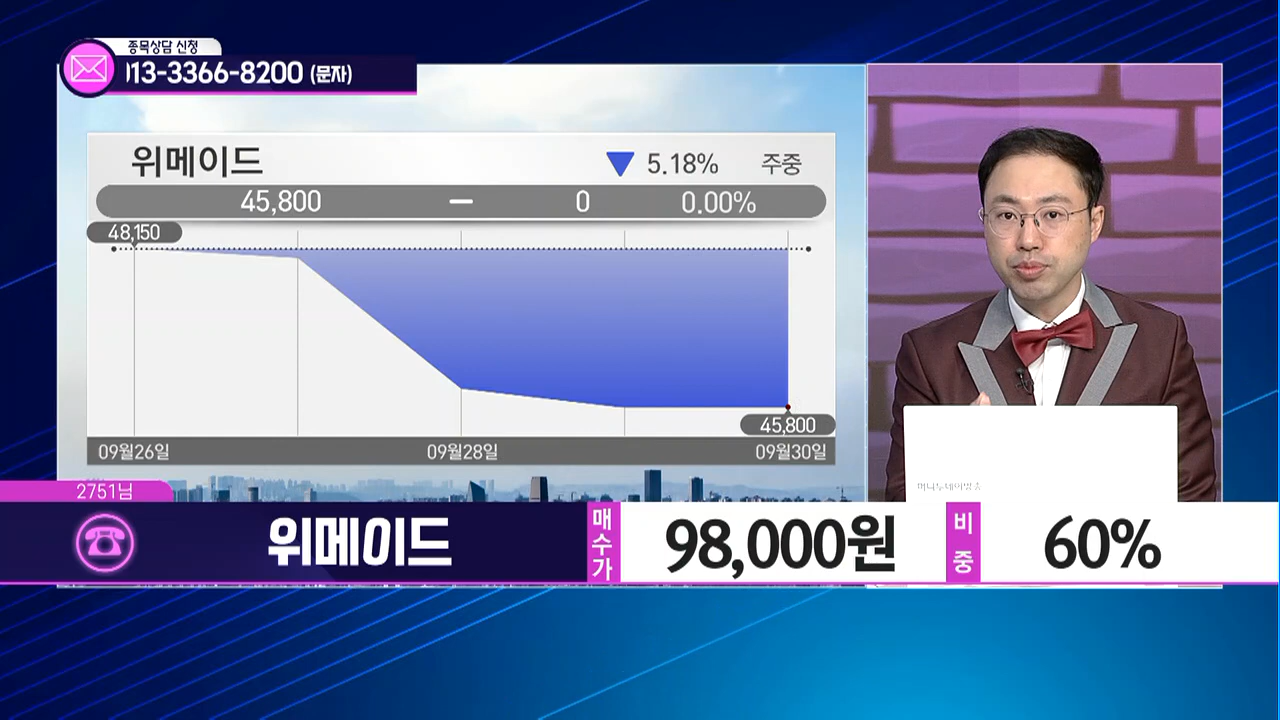 종목상담 신청
013-3366-8200 (문자)
위메이드 ▼ 5.18% 주중
45,800 — 0 0.00%
48,150
45,800
09월26일 09월28일 09월30일
2751님
위메이드 매수가 98,000원 비중 60%